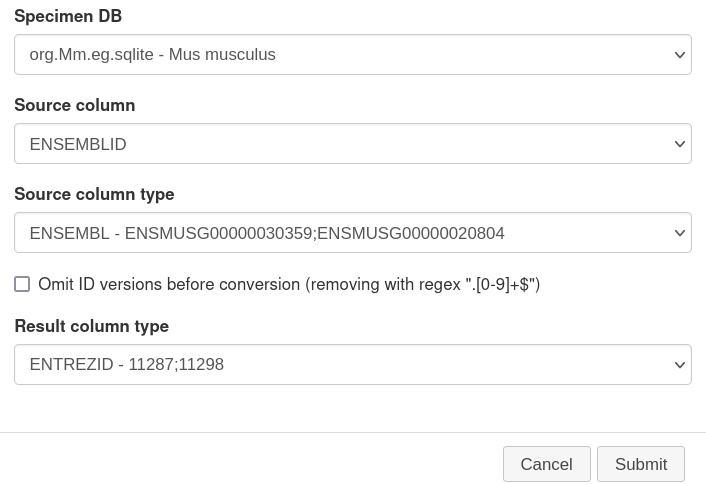 Specimen DB
org.Mm.eg.sqlite - Mus musculus
Source column
ENSEMBLID
Source column type
ENSEMBL - ENSMUSG00000030359;ENSMUSG00000020804
Omit ID versions before conversion (removing with regex ".[0-9]+$")
Result column type
ENTREZID - 11287;11298
Cancel Submit